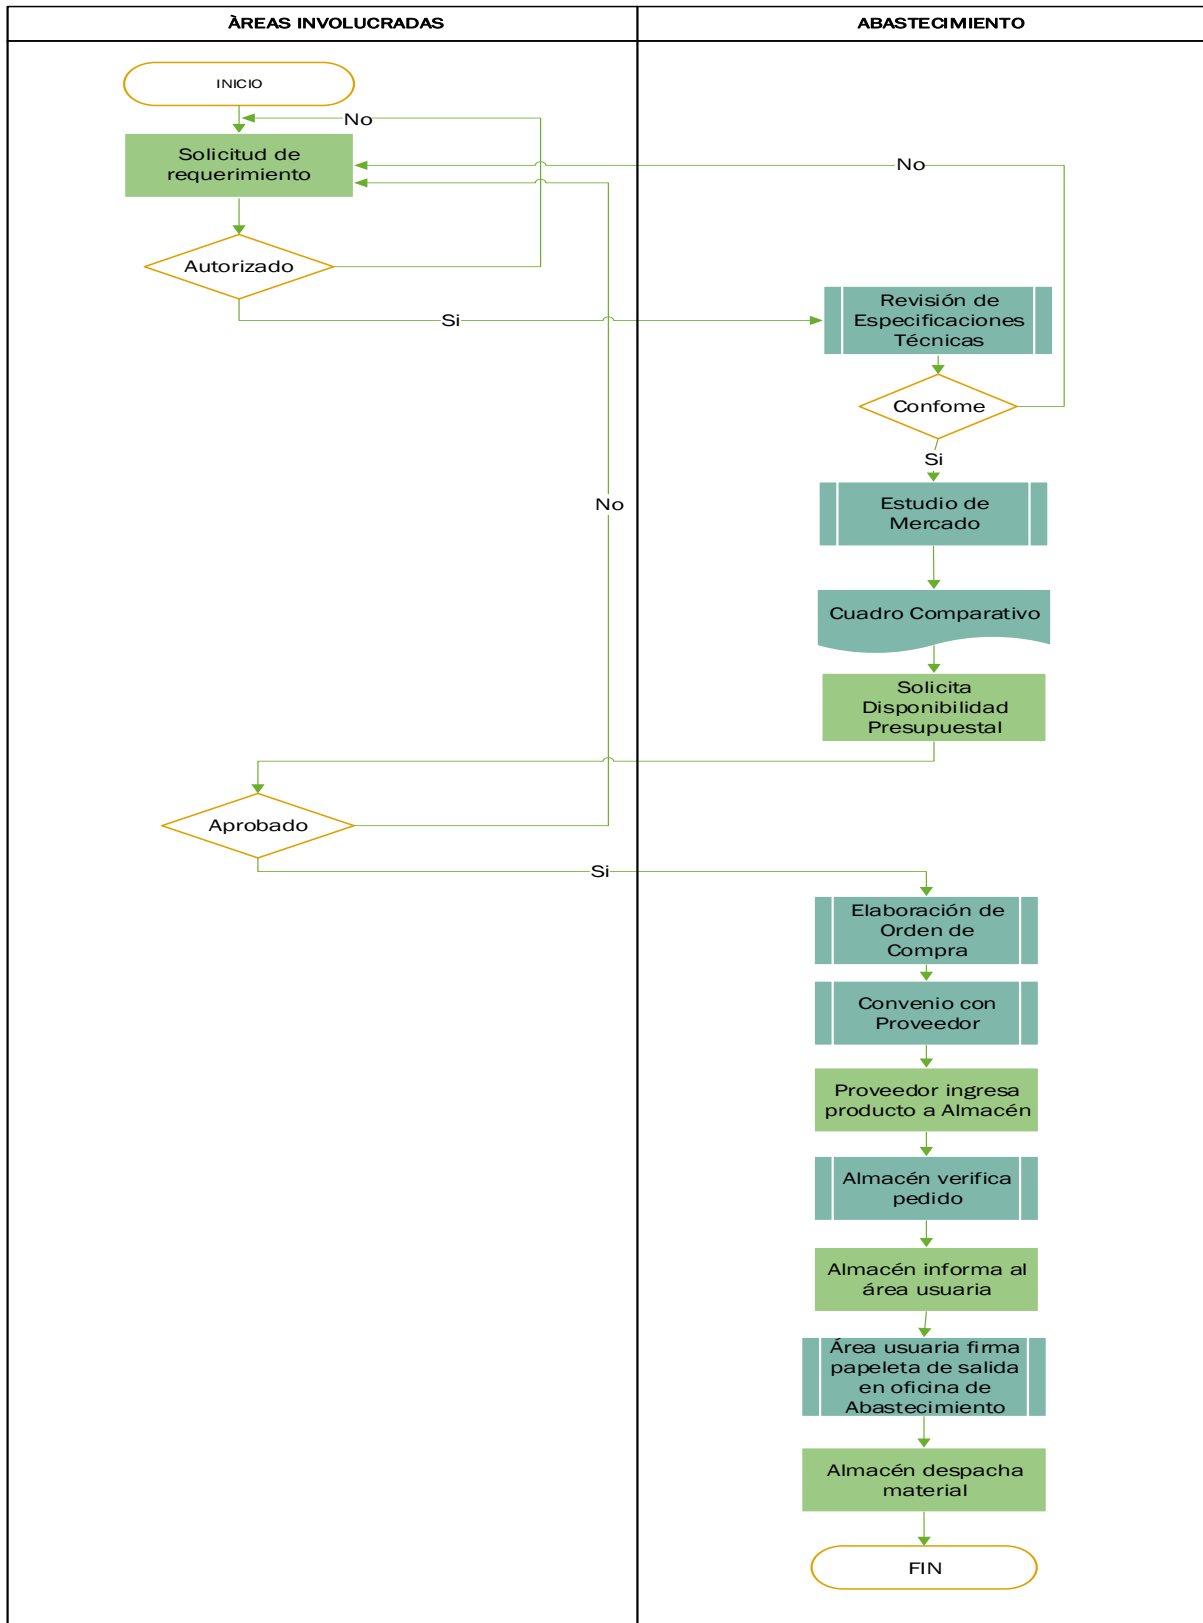 ÀREAS INVOLUCRADAS
ABASTECIMIENTO
INICIO
No
Solicitud de
requerimiento
No
Autorizado
Si
Revisión de
Especificaciones
Técnicas
Confome
Si
Estudio de
Mercado
No
Cuadro Comparativo
Solicita
Disponibilidad
Presupuestal
Aprobado
Si
Elaboración de
Orden de
Compra
Convenio con
Proveedor
Proveedor ingresa
producto a Almacén
Almacén verifica
pedido
Almacén informa al
área usuaria
Área usuaria firma
papeleta de salida
en oficina de
Abastecimiento
Almacén despacha
material
FIN